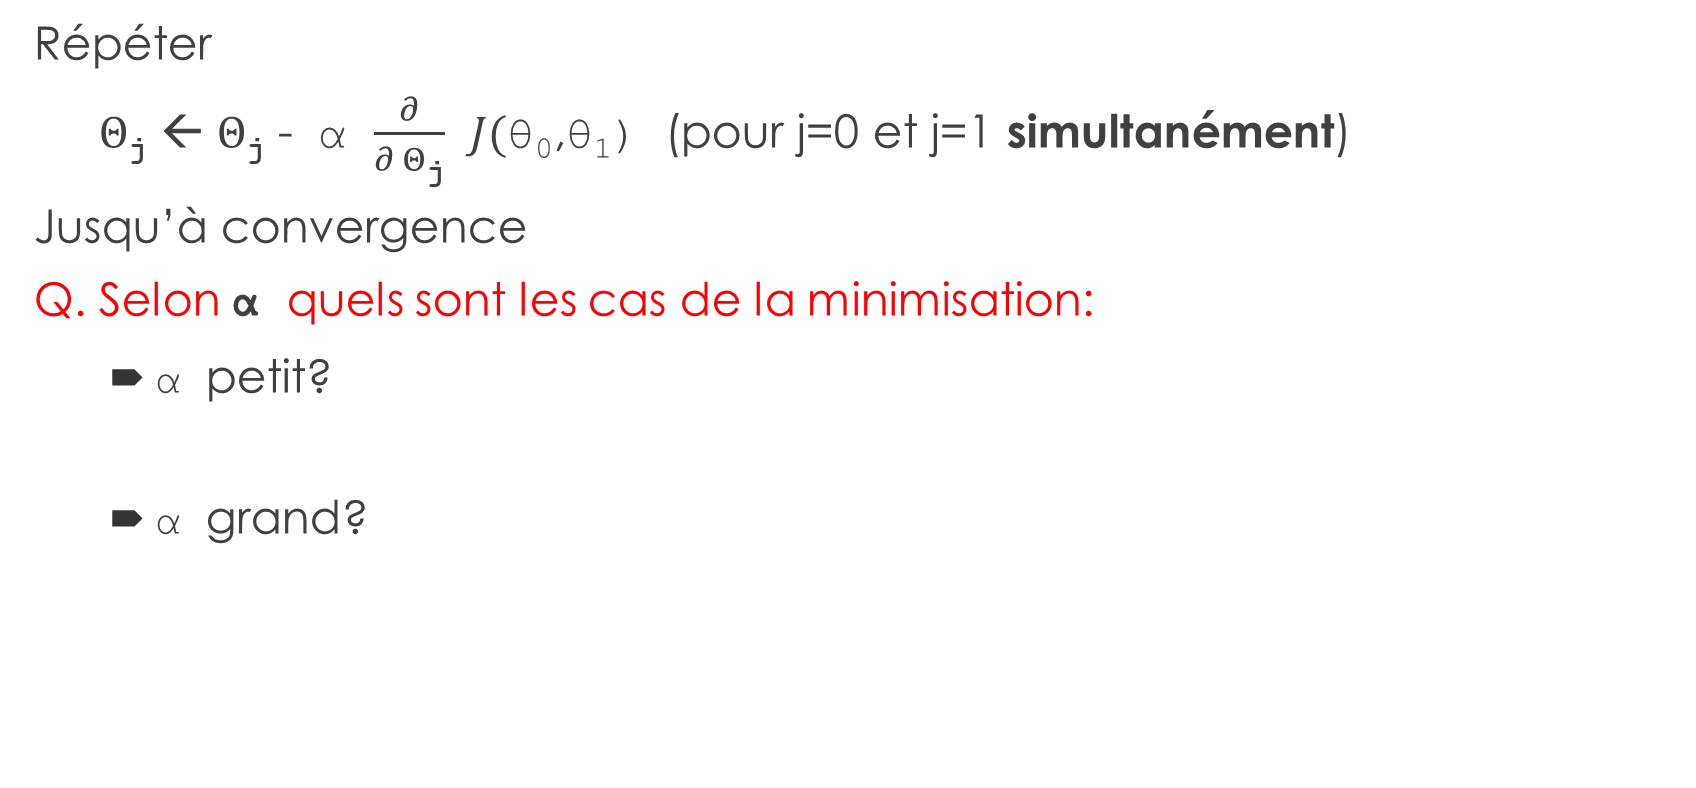 Répéter
Θj ← Θj - α ∂/∂Θj J(θ0,θ1) (pour j=0 et j=1 simultanément)
Jusqu’à convergence
Q. Selon α quels sont les cas de la minimisation:
α petit?
α grand?